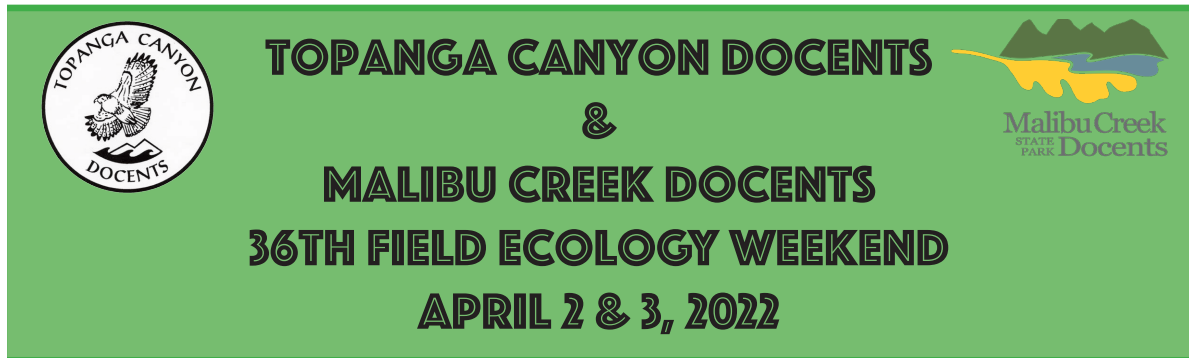 TOPANGA CANYON
DOCENTS
TOPANGA CANYON DOCENTS
&
MALIBU CREEK DOCENTS
36TH FIELD ECOLOGY WEEKEND
APRIL 2 & 3, 2022
Malibu Creek
STATE
PARK Docents